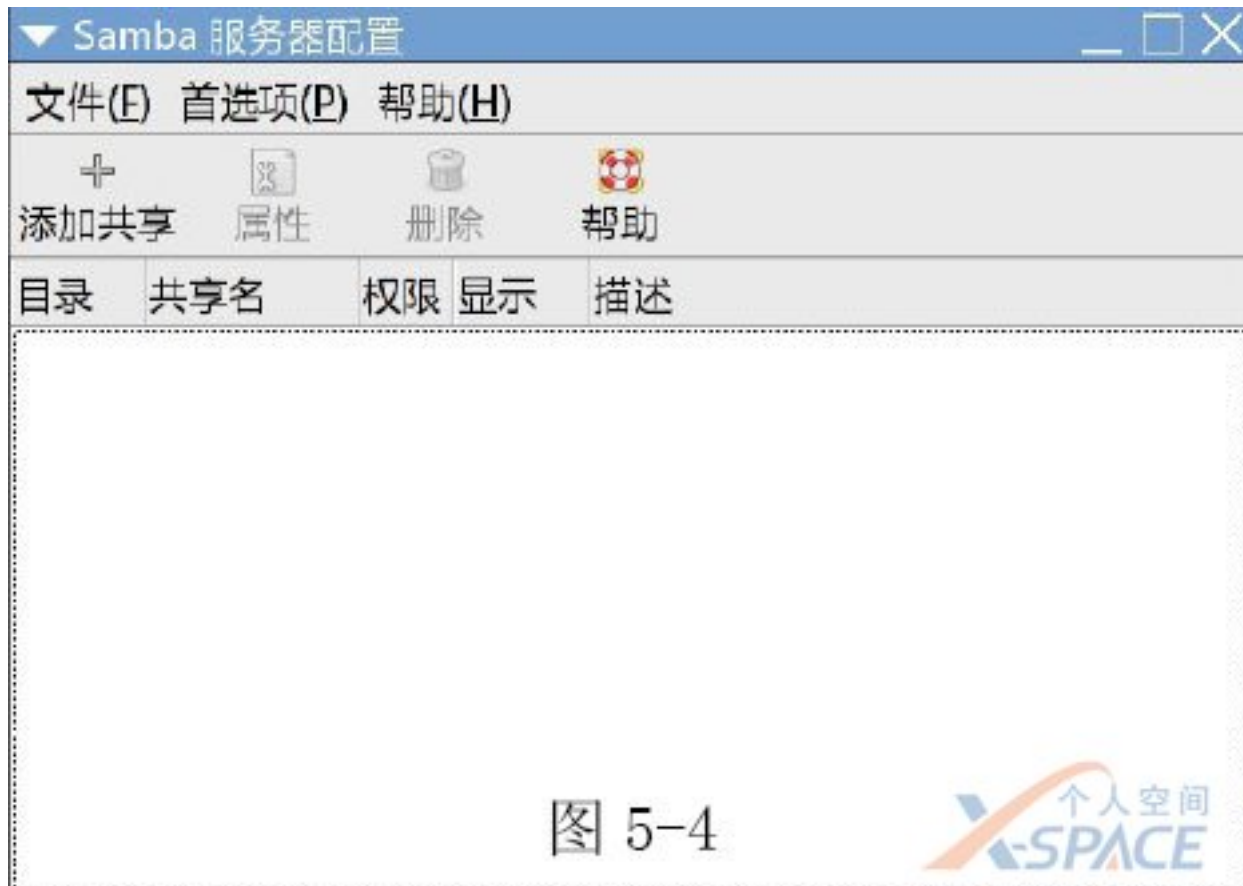 Samba 服务器配置
文件(F) 首选项(P) 帮助(H)
添加共享 属性 删除 帮助
目录 共享名 权限 显示 描述
图 5-4
个人空间
X-SPACE